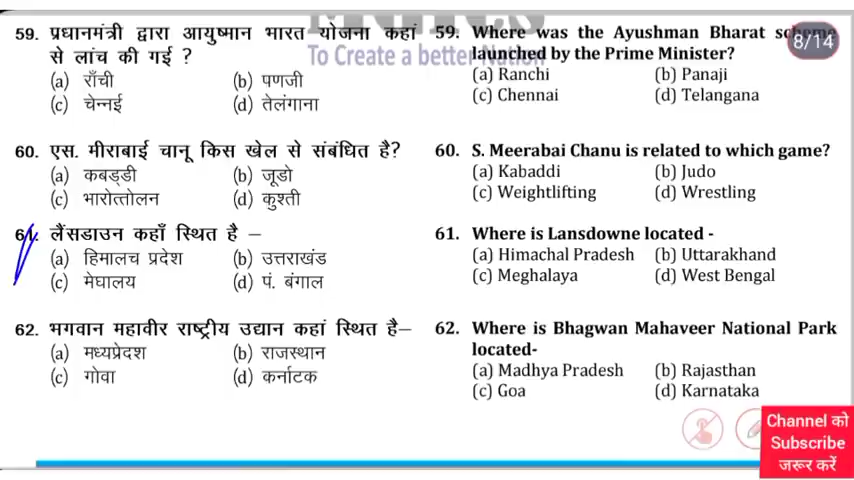 59. प्रधानमंत्री द्वारा आयुष्मान भारत योजना कहां
से लांच की गई ?
(a) राँची (b) पणजी
(c) चेन्नई (d) तेलंगाना
60. एस. मीराबाई चानू किस खेल से संबंधित है?
(a) कबड्डी (b) जूडो
(c) भारोत्तोलन (d) कुश्ती
61. लैंसडाउन कहाँ स्थित है –
(a) हिमालच प्रदेश (b) उत्तराखंड
(c) मेघालय (d) पं. बंगाल
62. भगवान महावीर राष्ट्रीय उद्यान कहां स्थित है–
(a) मध्यप्रेदश (b) राजस्थान
(c) गोवा (d) कर्नाटक
To Create a better Nation
59. Where was the Ayushman Bharat scheme
launched by the Prime Minister?
(a) Ranchi (b) Panaji
(c) Chennai (d) Telangana
60. S. Meerabai Chanu is related to which game?
(a) Kabaddi (b) Judo
(c) Weightlifting (d) Wrestling
61. Where is Lansdowne located -
(a) Himachal Pradesh (b) Uttarakhand
(c) Meghalaya (d) West Bengal
62. Where is Bhagwan Mahaveer National Park
located-
(a) Madhya Pradesh (b) Rajasthan
(c) Goa (d) Karnataka
8/14
Channel को
Subscribe
जरूर करें